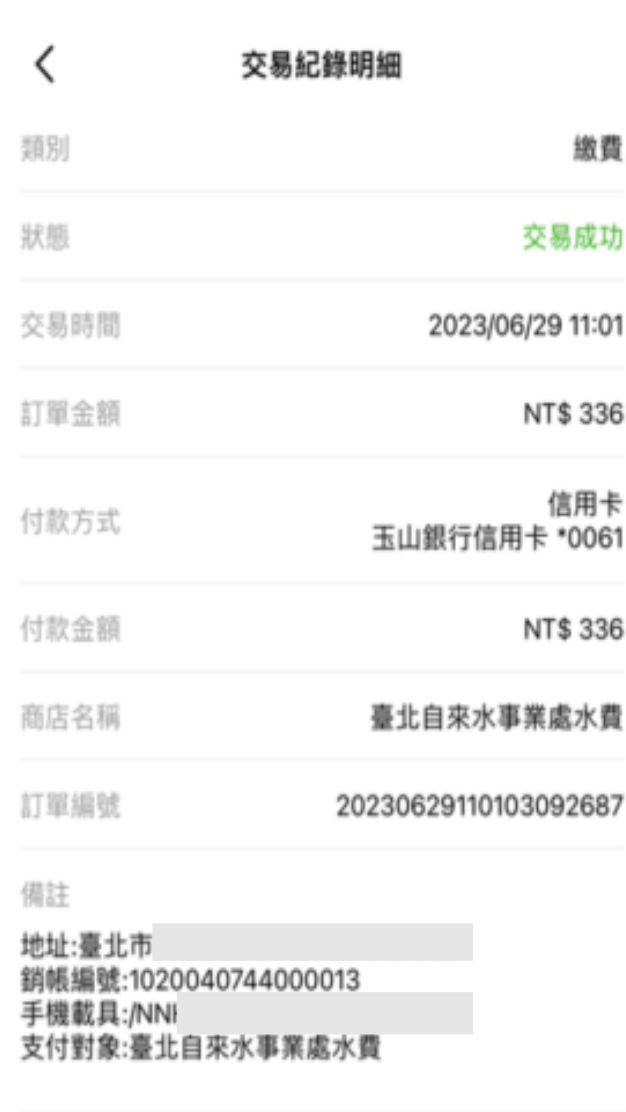 交易紀錄明細
類別 繳費
狀態 交易成功
交易時間 2023/06/29 11:01
訂單金額 NT$ 336
付款方式 信用卡
玉山銀行信用卡 *0061
付款金額 NT$ 336
商店名稱 臺北自來水事業處水費
訂單編號 20230629110103092687
備註
地址:臺北市
銷帳編號:1020040744000013
手機載具:/NN
支付對象:臺北自來水事業處水費